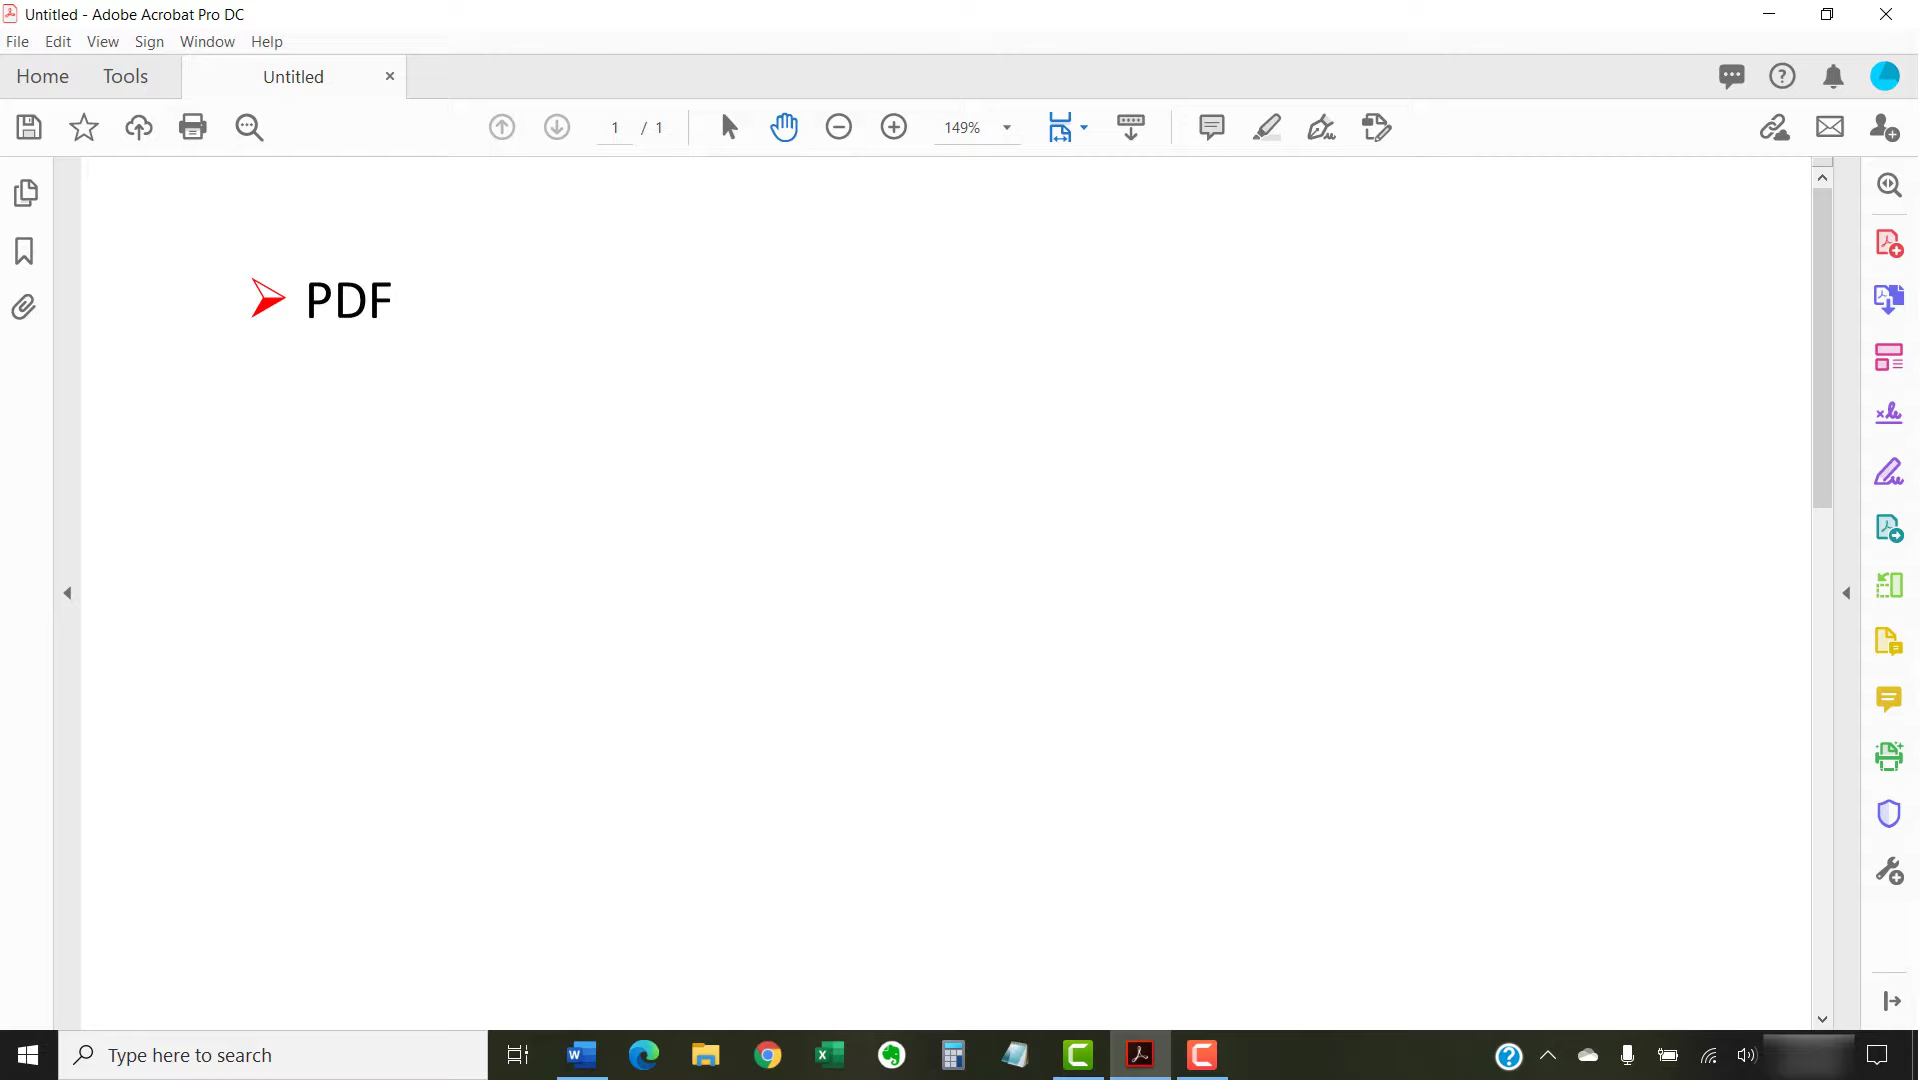 Untitled - Adobe Acrobat Pro DC
File Edit View Sign Window Help
Home Tools Untitled
1 / 1 149%
PDF
Type here to search